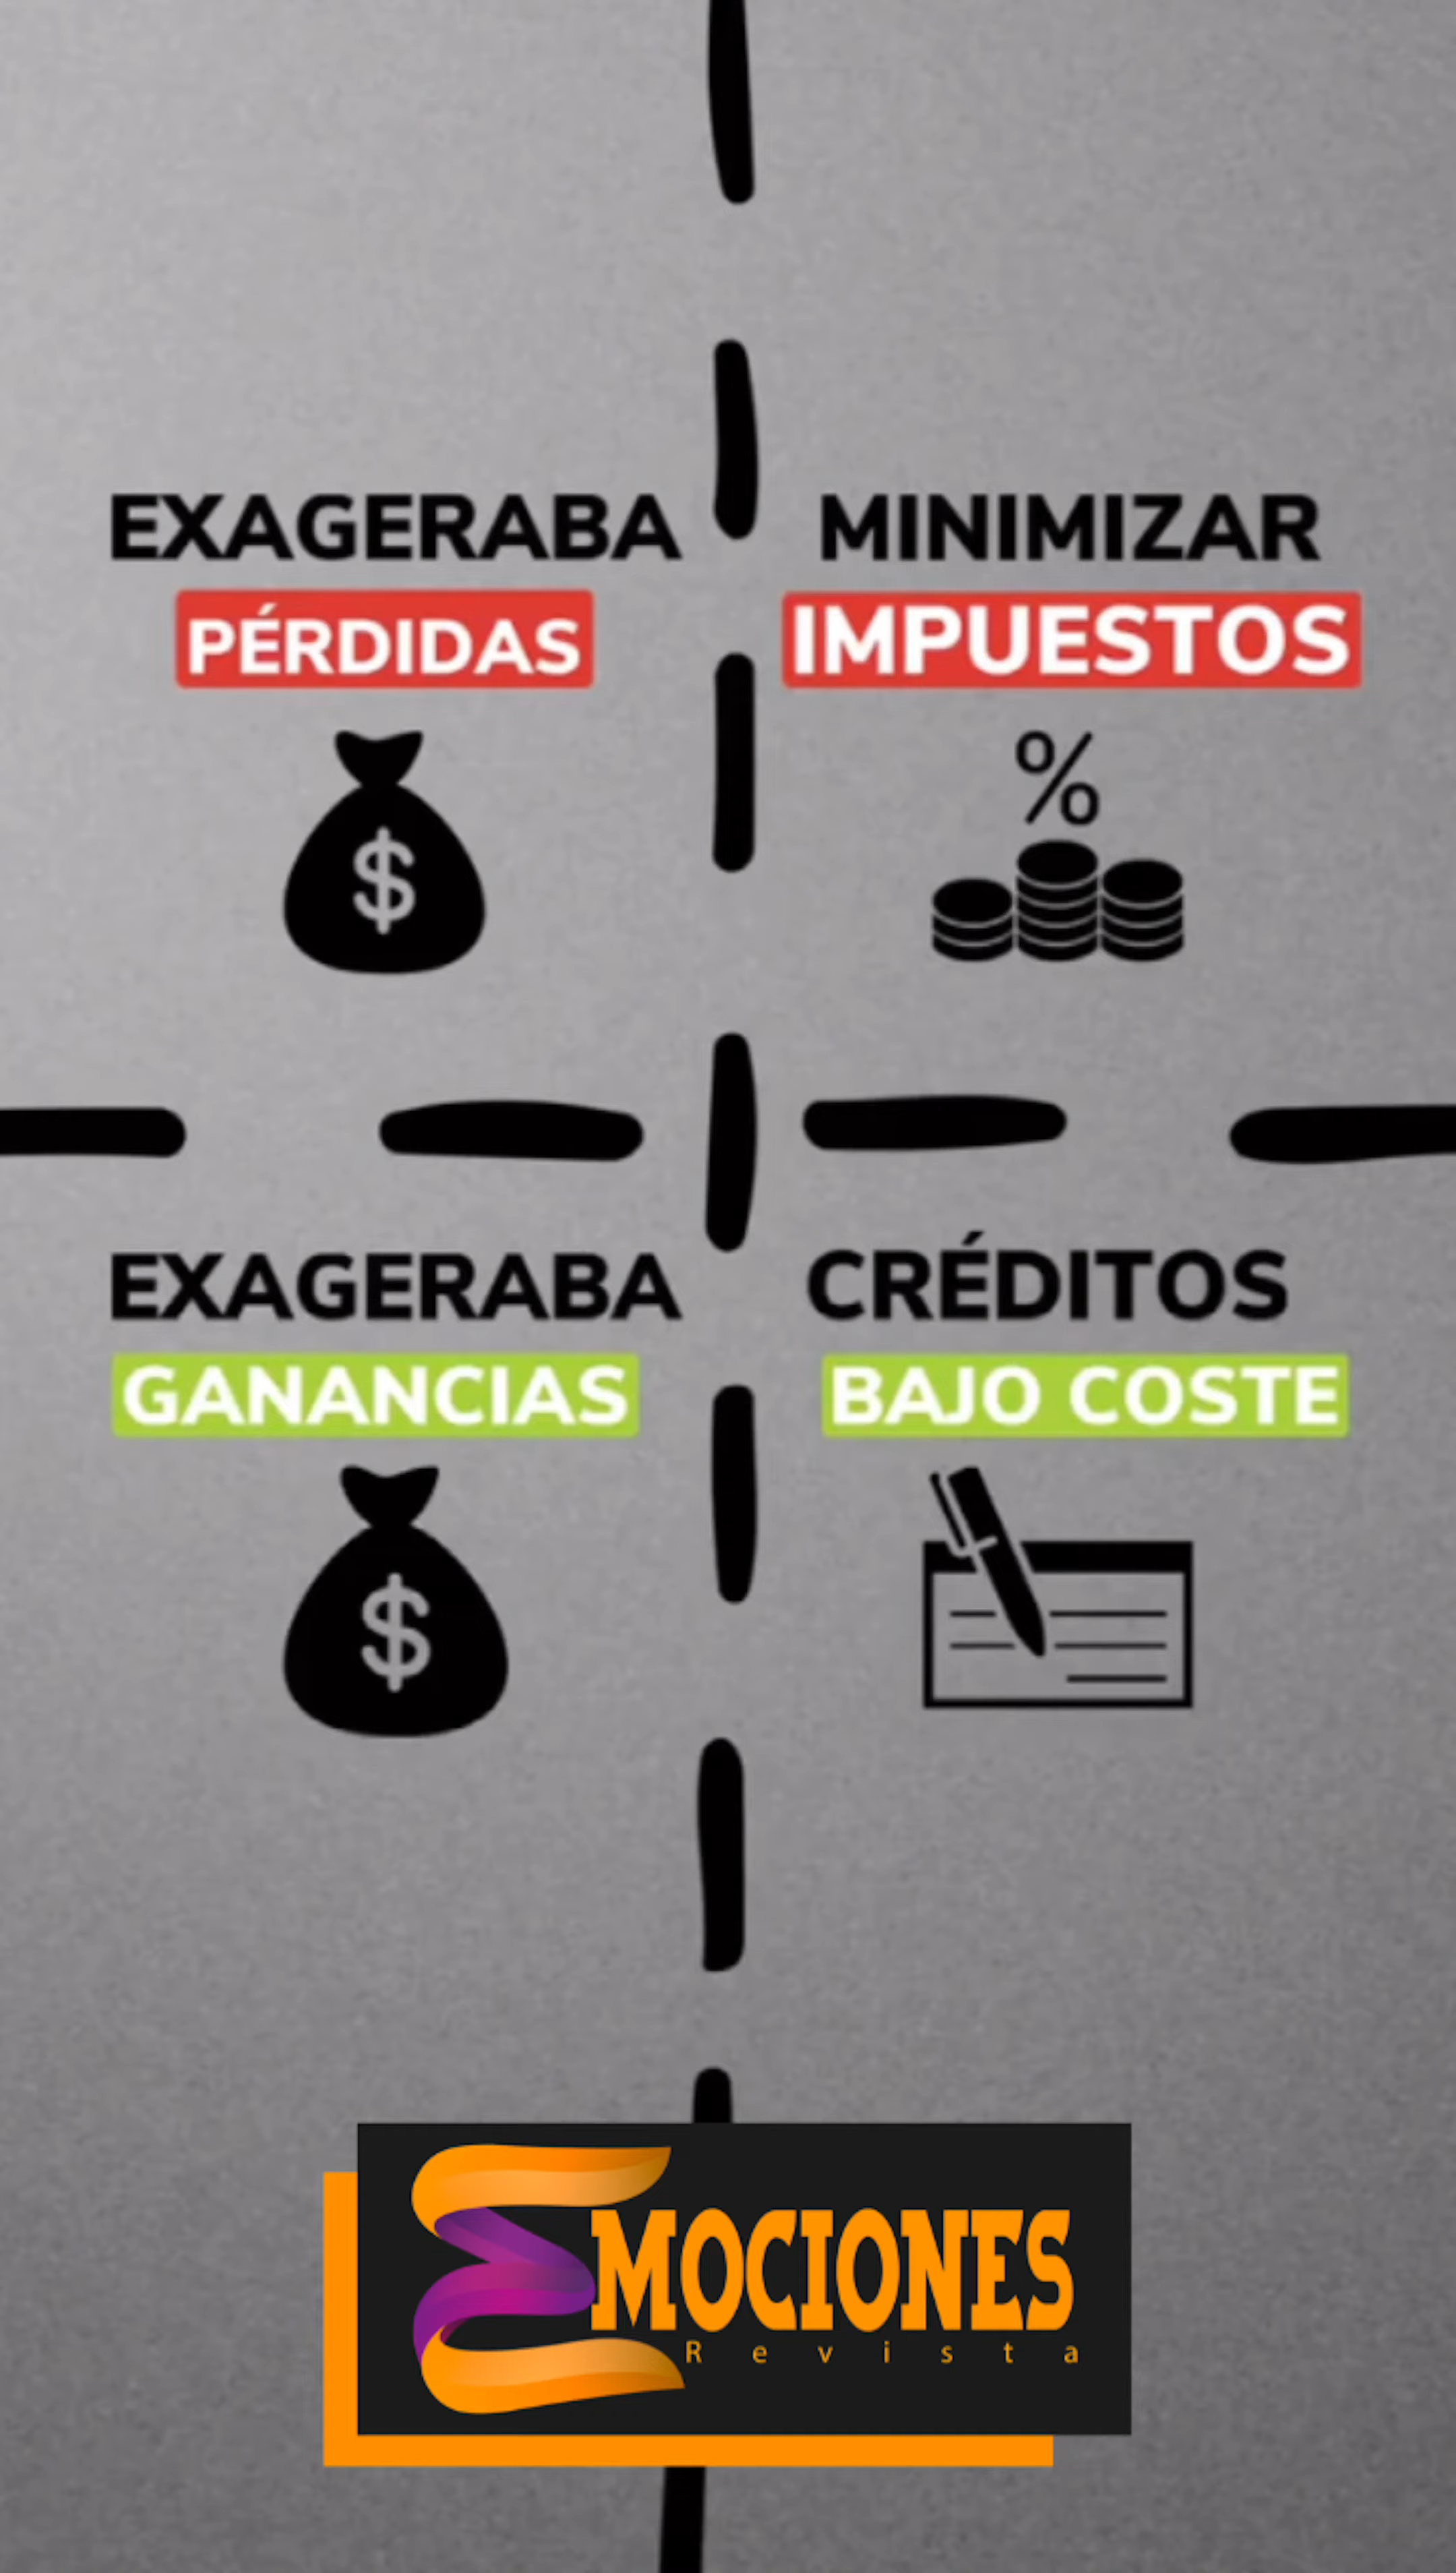 EXAGERABA
PÉRDIDAS
$
MINIMIZAR
IMPUESTOS
%
EXAGERABA
GANANCIAS
$
CRÉDITOS
BAJO COSTE
EMOCIONES
Revista